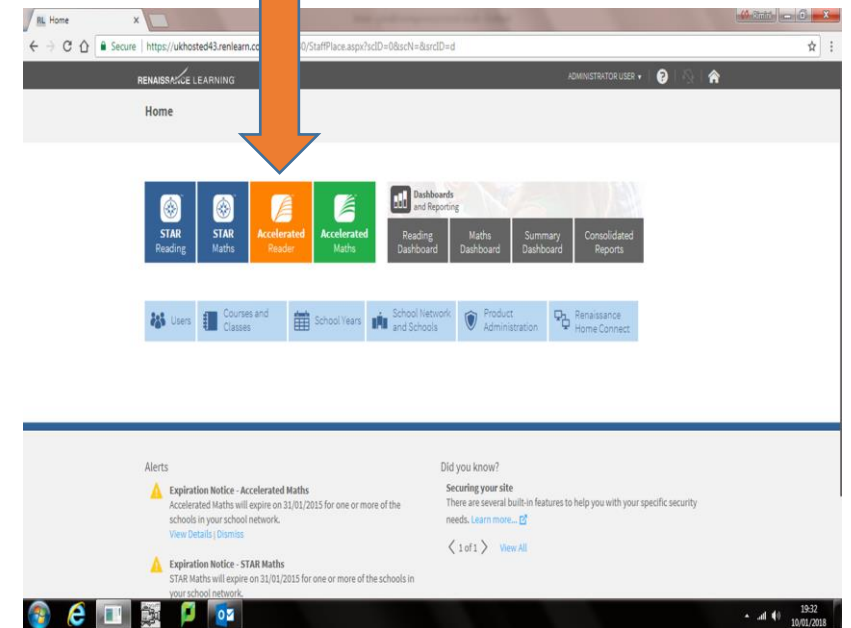 RL Home
Secure | https://ukhosted43.renlearn.co 0/StaffPlace.aspx?scID=0&scN=&srcID=d
RENAISSANCE LEARNING
ADMINISTRATOR USER
Home
STAR
Reading
STAR
Maths
Accelerated
Reader
Accelerated
Maths
Dashboards
and Reporting
Reading
Dashboard
Maths
Dashboard
Summary
Dashboard
Consolidated
Reports
Users
Courses and
Classes
School Years
School Network
and Schools
Product
Administration
Renaissance
Home Connect
Alerts
Expiration Notice - Accelerated Maths
Accelerated Maths will expire on 31/01/2015 for one or more of the
schools in your school network.
View Details | Dismiss
Expiration Notice - STAR Maths
STAR Maths will expire on 31/01/2015 for one or more of the schools in
your school network.
Did you know?
Securing your site
There are several built-in features to help you with your specific security
needs. Learn more...
1 of 1 View All
19:32
10/01/2018